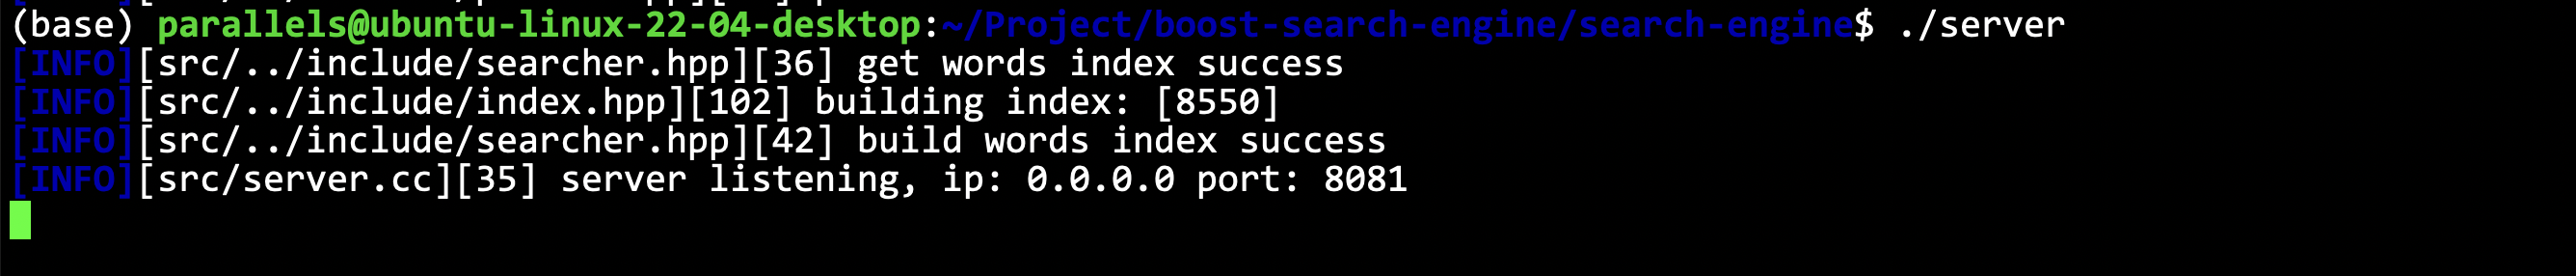 (base) parallels@ubuntu-linux-22-04-desktop:~/Project/boost-search-engine/search-engine$ ./server
[INFO][src/../include/searcher.hpp][36] get words index success
[INFO][src/../include/index.hpp][102] building index: [8550]
[INFO][src/../include/searcher.hpp][42] build words index success
[INFO][src/server.cc][35] server listening, ip: 0.0.0.0 port: 8081